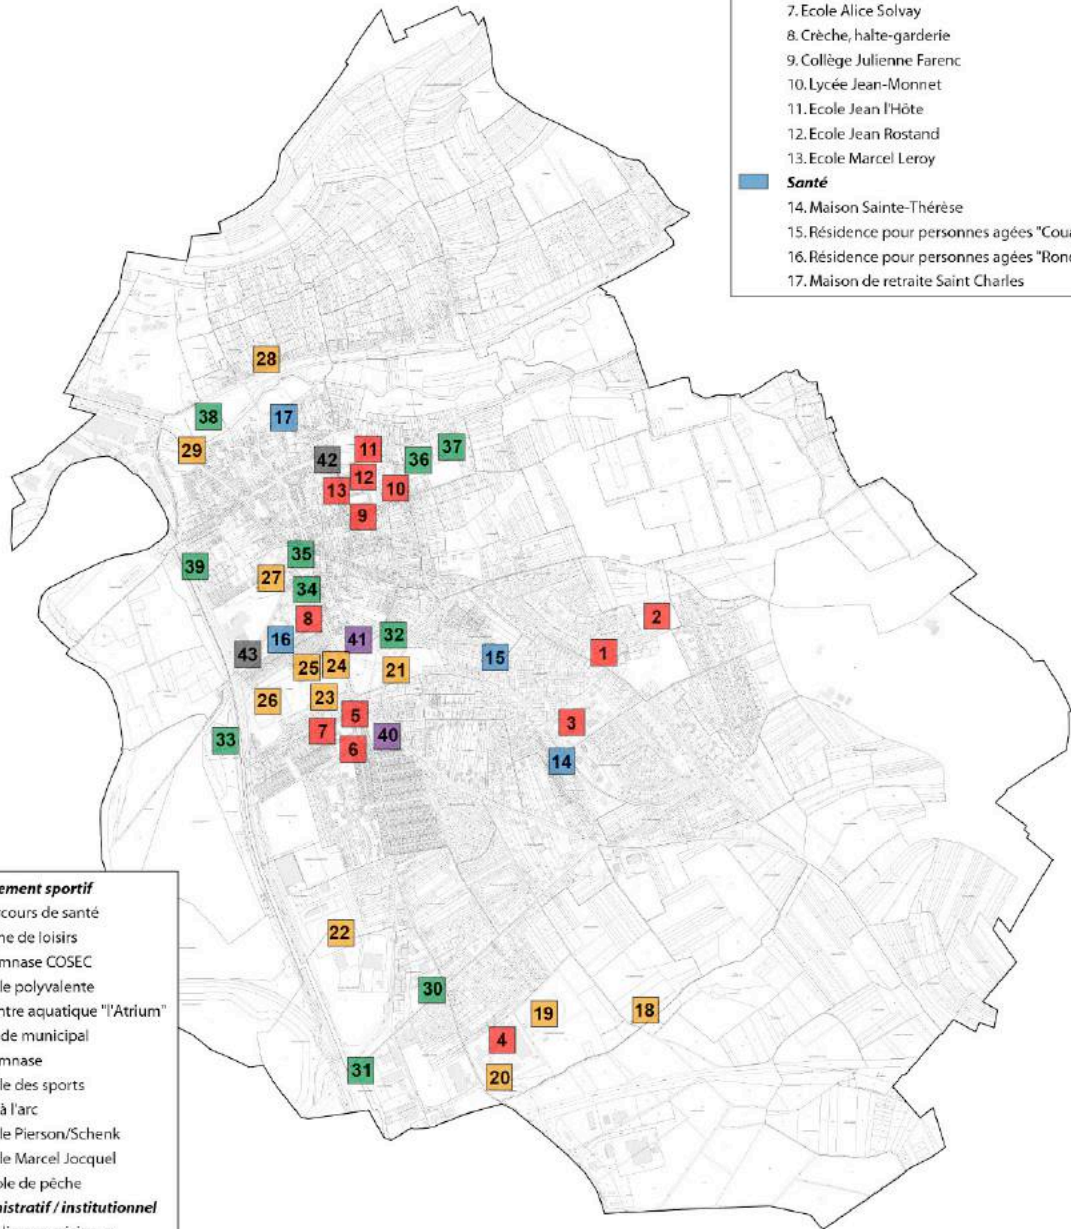 7. Ecole Alice Solvay
8. Crèche, halte-garderie
9. Collège Julienne Farenc
10. Lycée Jean-Monnet
11. Ecole Jean l'Hôte
12. Ecole Jean Rostand
13. Ecole Marcel Leroy
Santé
14. Maison Sainte-Thérèse
15. Résidence pour personnes agées "Coua
16. Résidence pour personnes agées "Ron
17. Maison de retraite Saint Charles
28
38
17
29
42
11
36
37
12
13
10
9
35
39
27
34
8
2
16
41
32
43
25
24
21
15
1
26
23
5
7
6
40
3
33
14
22
30
19
18
4
31
20
ement sportif
cours de santé
ne de loisirs
mnase COSEC
le polyvalente
ntre aquatique "l'Atrium"
de municipal
mnase
le des sports
à l'arc
le Pierson/Schenk
le Marcel Jocquel
ole de pêche
nistratif / institutionnel